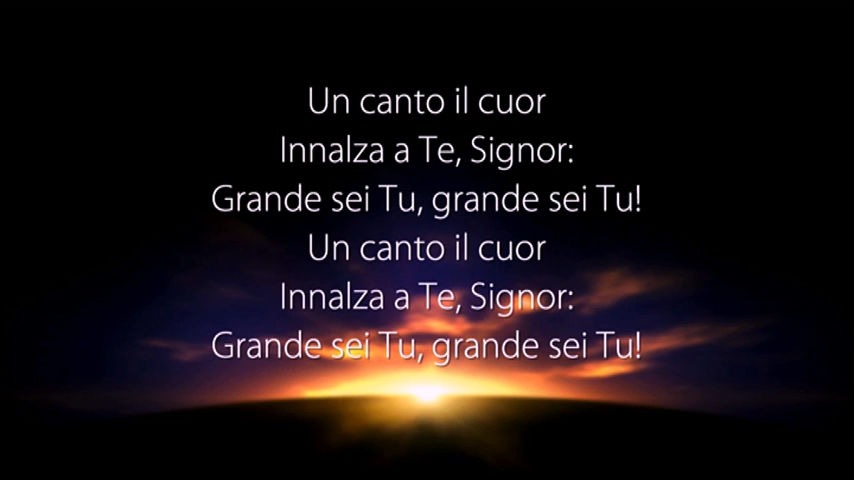 Un canto il cuor
Innalza a Te, Signor:
Grande sei Tu, grande sei Tu!
Un canto il cuor
Innalza a Te, Signor:
Grande sei Tu, grande sei Tu!